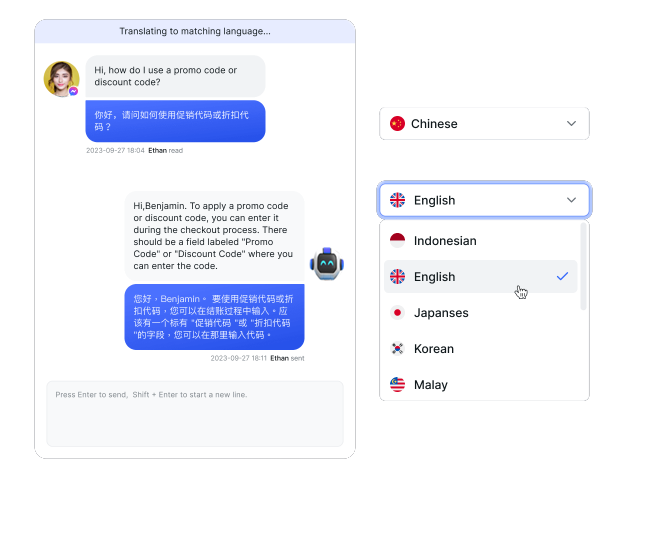 Translating to matching language...
Hi, how do I use a promo code or
discount code?
你好，请问如何使用促销代码或折扣代
码？
2023-09-27 18:04 Ethan read
Hi,Benjamin. To apply a promo code
or discount code, you can enter it
during the checkout process. There
should be a field labeled "Promo
Code" or "Discount Code" where you
can enter the code.
您好，Benjamin。 要使用促销代码或折
扣代码，您可以在结账过程中输入。应
该有一个标有 "促销代码 "或 "折扣代码
"的字段，您可以在那里输入代码。
2023-09-27 18:11 Ethan sent
Press Enter to send, Shift + Enter to start a new line.
Chinese
English
Indonesian
English
Japanses
Korean
Malay